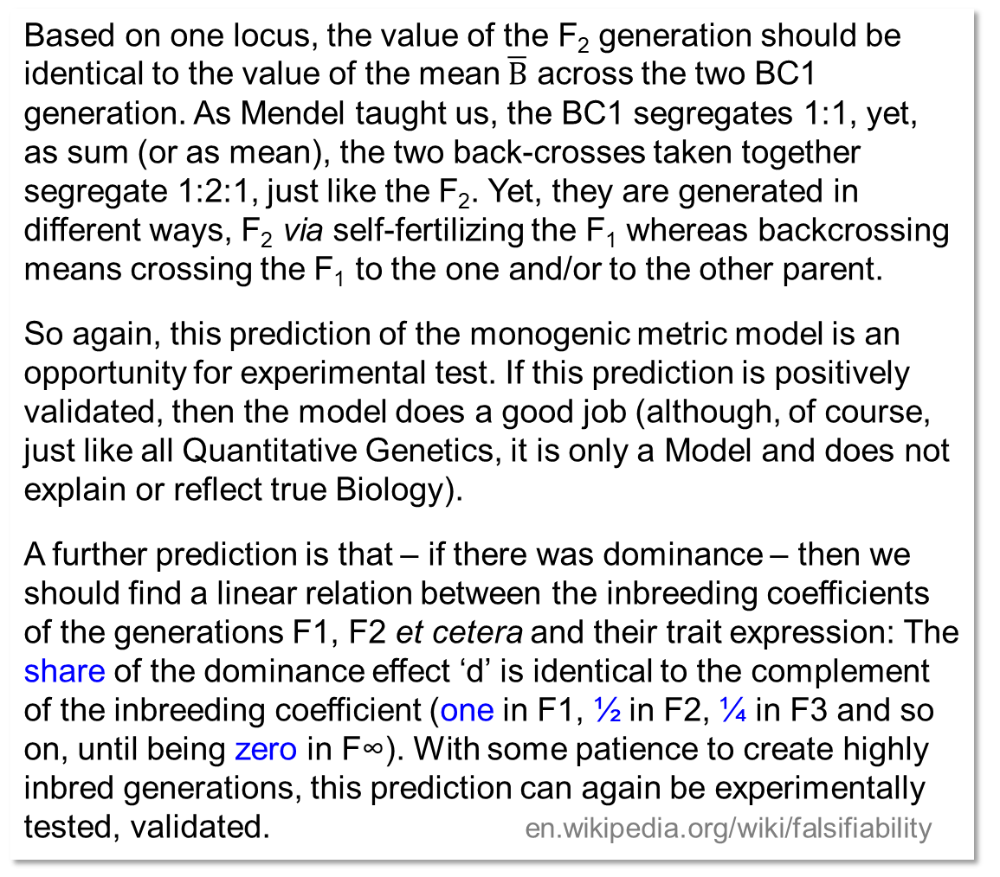 Based on one locus, the value of the F₂ generation should be
identical to the value of the mean B̅ across the two BC1
generation. As Mendel taught us, the BC1 segregates 1:1, yet,
as sum (or as mean), the two back-crosses taken together
segregate 1:2:1, just like the F₂. Yet, they are generated in
different ways, F₂ via self-fertilizing the F₁ whereas backcrossing
means crossing the F₁ to the one and/or to the other parent.
So again, this prediction of the monogenic metric model is an
opportunity for experimental test. If this prediction is positively
validated, then the model does a good job (although, of course,
just like all Quantitative Genetics, it is only a Model and does not
explain or reflect true Biology).
A further prediction is that – if there was dominance – then we
should find a linear relation between the inbreeding coefficients
of the generations F1, F2 et cetera and their trait expression: The
share of the dominance effect ‘d’ is identical to the complement
of the inbreeding coefficient (one in F1, ½ in F2, ¼ in F3 and so
on, until being zero in F∞). With some patience to create highly
inbred generations, this prediction can again be experimentally
tested, validated.
en.wikipedia.org/wiki/falsifiability